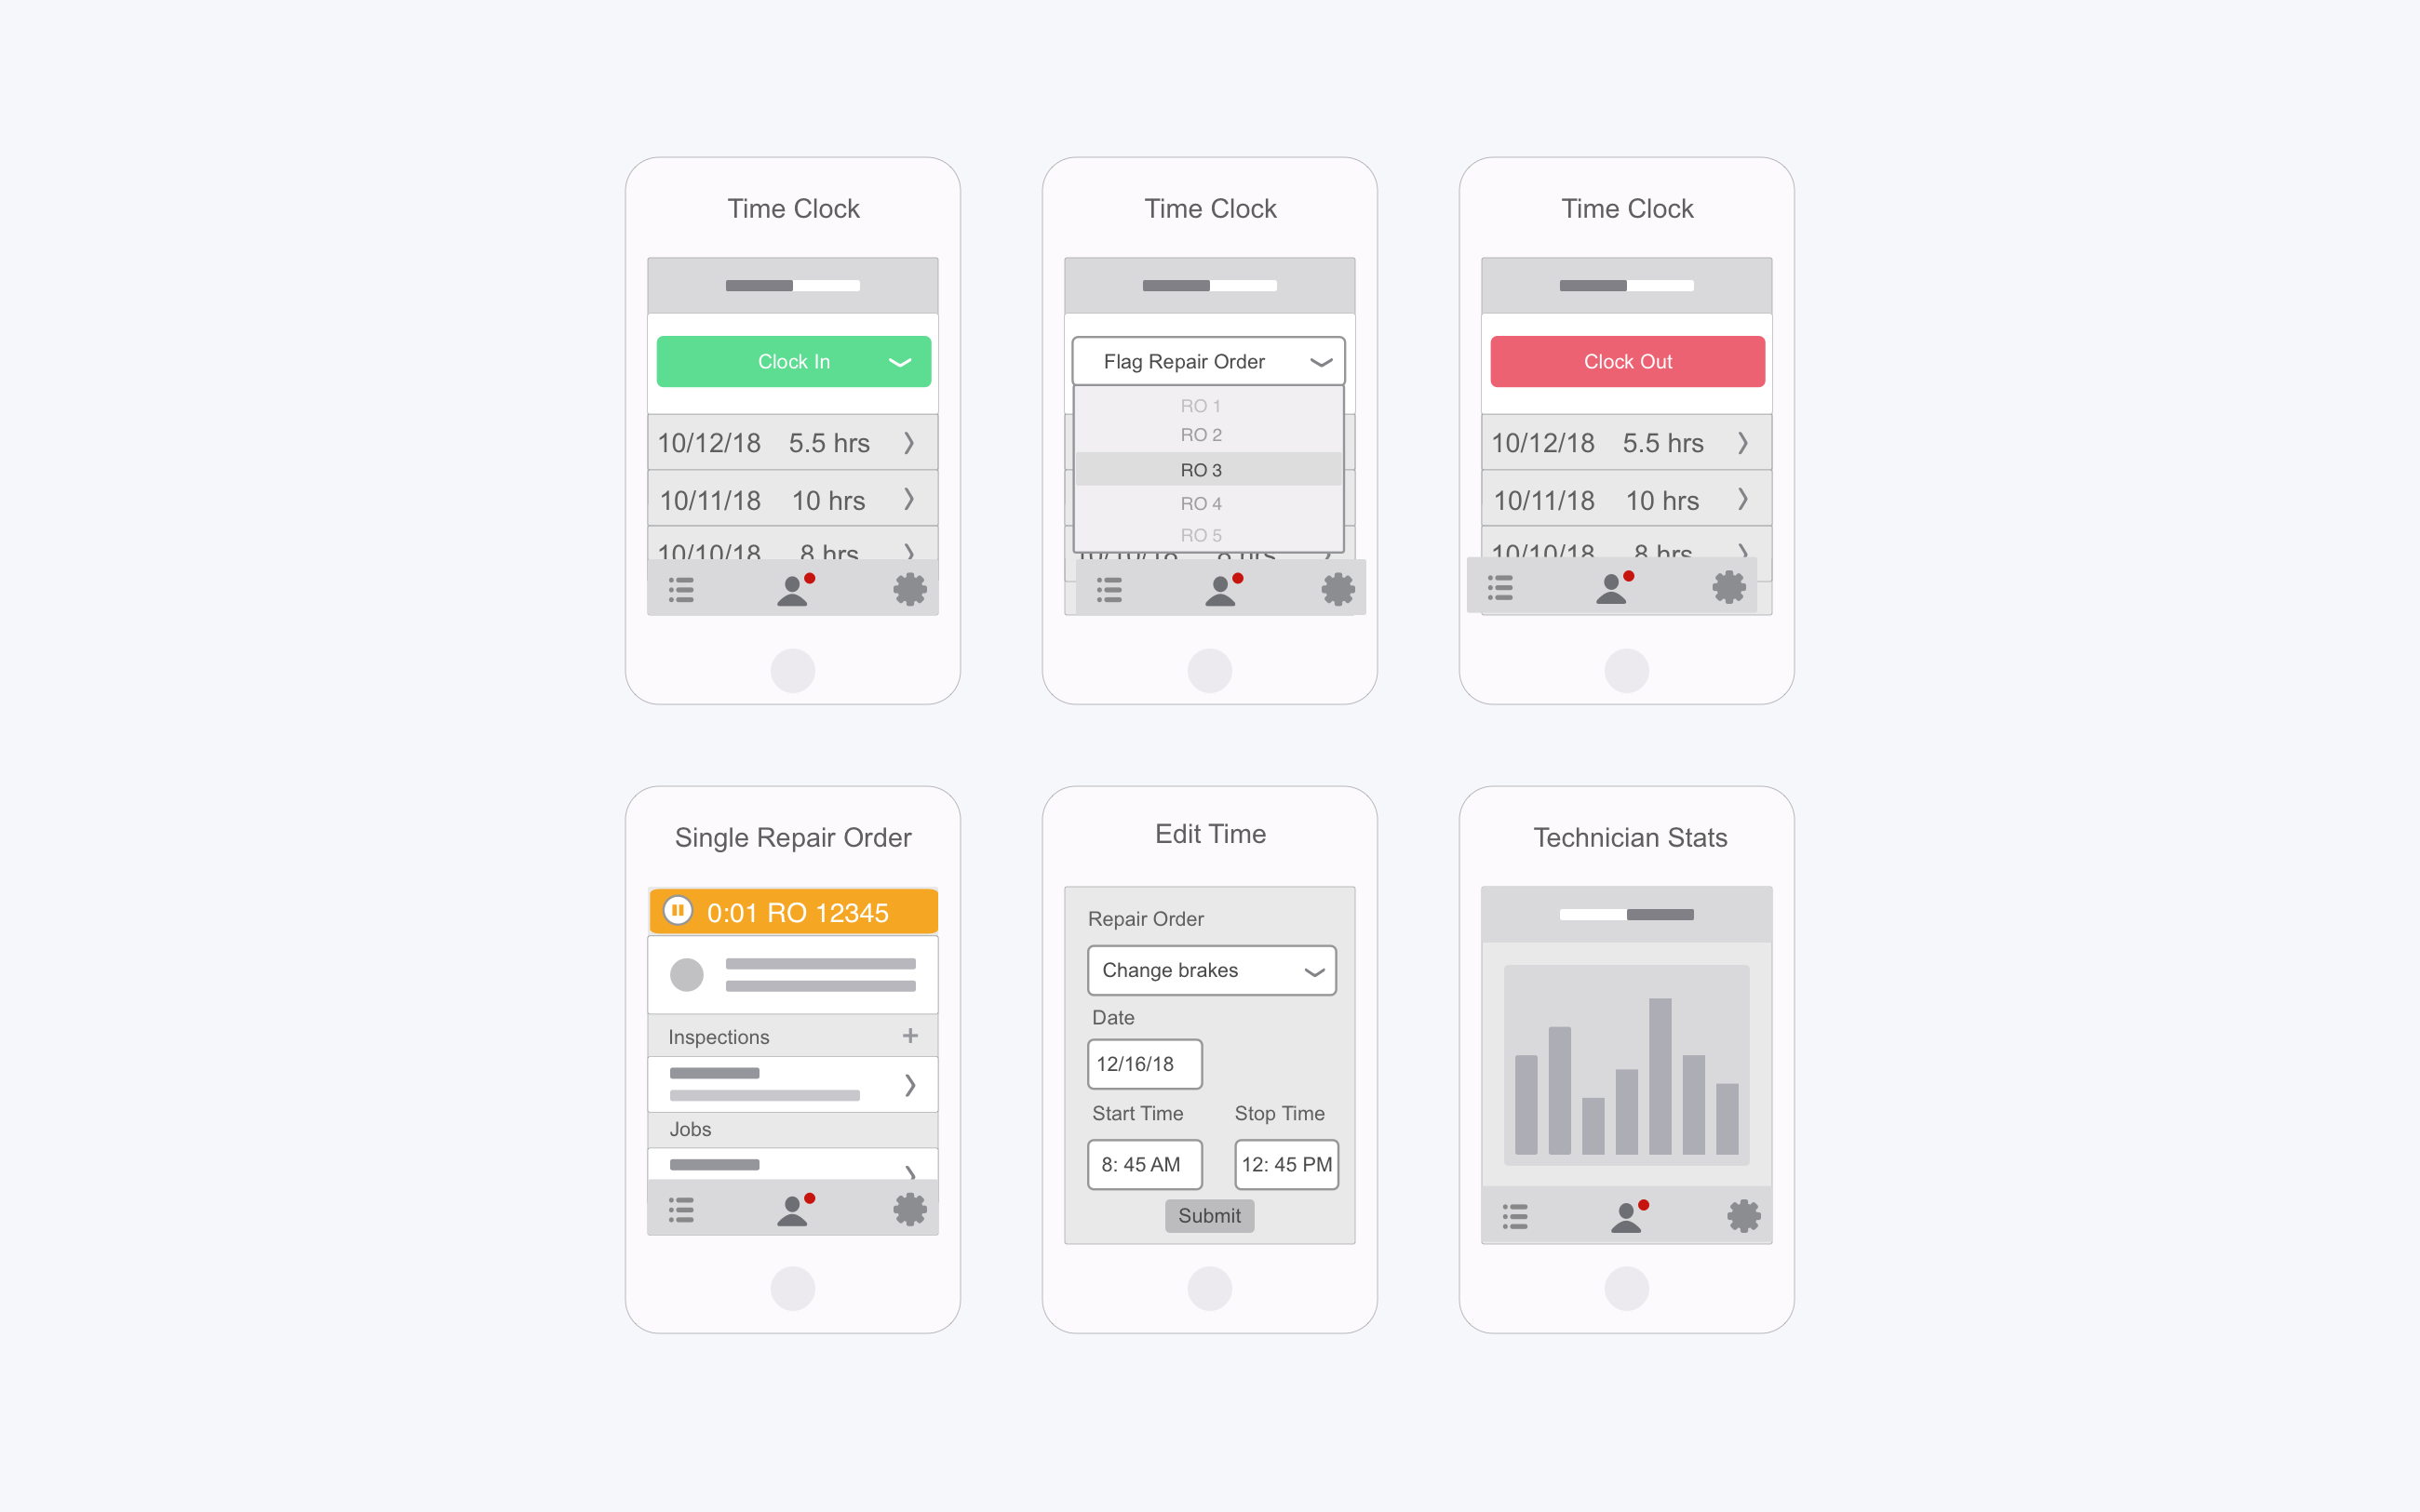 Time Clock
Clock In
10/12/18 5.5 hrs
10/11/18 10 hrs
10/10/18 8 hrs
Time Clock
Flag Repair Order
RO 1
RO 2
RO 3
RO 4
RO 5
Time Clock
Clock Out
10/12/18 5.5 hrs
10/11/18 10 hrs
10/10/18 8 hrs
Single Repair Order
0:01 RO 12345
Inspections +
Jobs
Edit Time
Repair Order
Change brakes
Date
12/16/18
Start Time Stop Time
8: 45 AM 12: 45 PM
Submit
Technician Stats